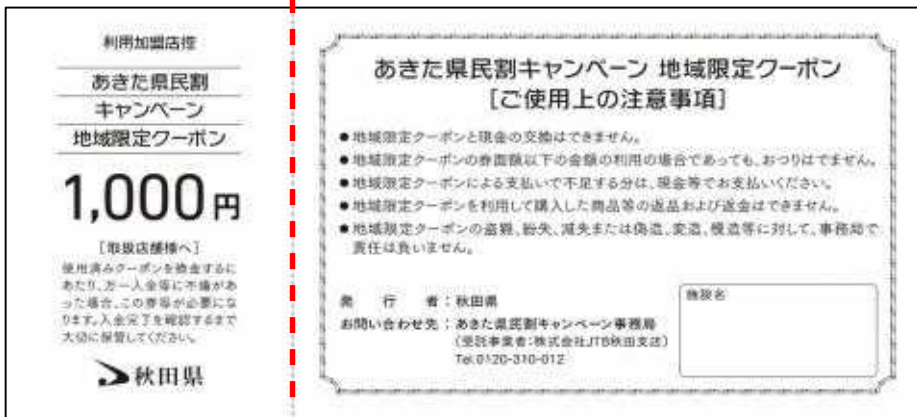 利用加盟店控
あきた県民割
キャンペーン
地域限定クーポン
1,000円
[取扱店舗様へ]
使用済みクーポンを換金するに
あたり、万一入金等に不備があ
った場合、この券等が必要にな
ります。入金完了を確認するまで
大切に保管してください。
秋田県
あきた県民割キャンペーン 地域限定クーポン
[ご使用上の注意事項]
●地域限定クーポンと現金の交換はできません。
●地域限定クーポンの券面額以下の金額の利用の場合であっても、おつりはでません。
●地域限定クーポンによる支払いで不足する分は、現金等でお支払いください。
●地域限定クーポンを利用して購入した商品等の返品および返金はできません。
●地域限定クーポンの盗難、紛失、滅失または偽造、変造、模造等に対して、事務局で
責任は負いません。
発行者：秋田県
お問い合わせ先：あきた県民割キャンペーン事務局
(受託事業者：株式会社JTB秋田支店)
Tel.0120-310-012
施設名